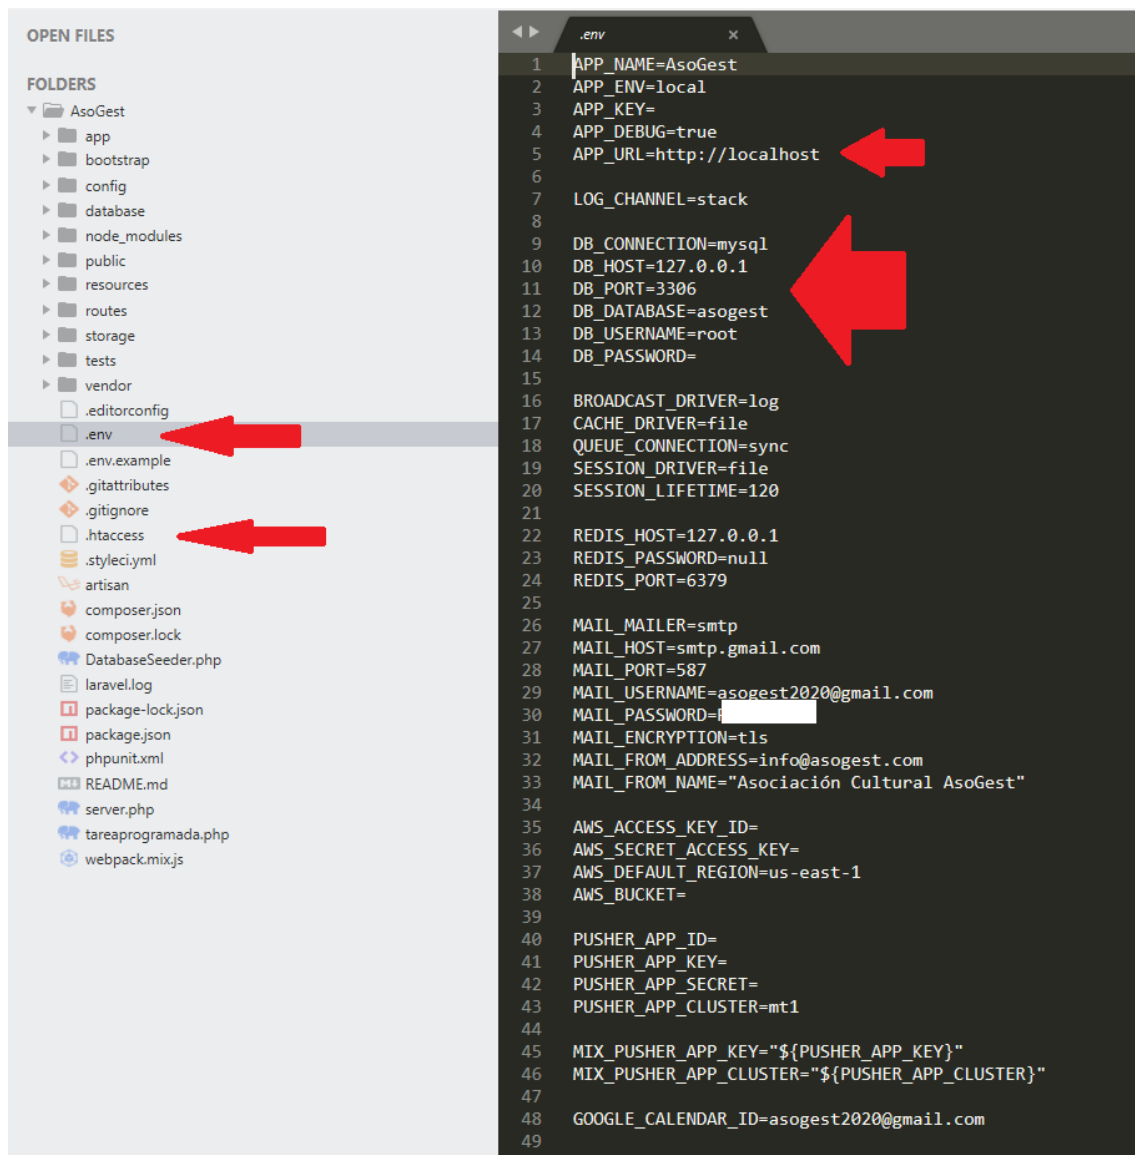 OPEN FILES
FOLDERS
AsoGest
app
bootstrap
config
database
node_modules
public
resources
routes
storage
tests
vendor
.editorconfig
.env
.env.example
.gitattributes
.gitignore
.htaccess
.styleci.yml
artisan
composer.json
composer.lock
DatabaseSeeder.php
laravel.log
package-lock.json
package.json
phpunit.xml
README.md
server.php
tareaprogramada.php
webpack.mix.js
.env
1 APP_NAME=AsoGest
2 APP_ENV=local
3 APP_KEY=
4 APP_DEBUG=true
5 APP_URL=http://localhost
6
7 LOG_CHANNEL=stack
8
9 DB_CONNECTION=mysql
10 DB_HOST=127.0.0.1
11 DB_PORT=3306
12 DB_DATABASE=asogest
13 DB_USERNAME=root
14 DB_PASSWORD=
15
16 BROADCAST_DRIVER=log
17 CACHE_DRIVER=file
18 QUEUE_CONNECTION=sync
19 SESSION_DRIVER=file
20 SESSION_LIFETIME=120
21
22 REDIS_HOST=127.0.0.1
23 REDIS_PASSWORD=null
24 REDIS_PORT=6379
25
26 MAIL_MAILER=smtp
27 MAIL_HOST=smtp.gmail.com
28 MAIL_PORT=587
29 MAIL_USERNAME=asogest2020@gmail.com
30 MAIL_PASSWORD=
31 MAIL_ENCRYPTION=tls
32 MAIL_FROM_ADDRESS=info@asogest.com
33 MAIL_FROM_NAME="Asociación Cultural AsoGest"
34
35 AWS_ACCESS_KEY_ID=
36 AWS_SECRET_ACCESS_KEY=
37 AWS_DEFAULT_REGION=us-east-1
38 AWS_BUCKET=
39
40 PUSHER_APP_ID=
41 PUSHER_APP_KEY=
42 PUSHER_APP_SECRET=
43 PUSHER_APP_CLUSTER=mt1
44
45 MIX_PUSHER_APP_KEY="${PUSHER_APP_KEY}"
46 MIX_PUSHER_APP_CLUSTER="${PUSHER_APP_CLUSTER}"
47
48 GOOGLE_CALENDAR_ID=asogest2020@gmail.com
49